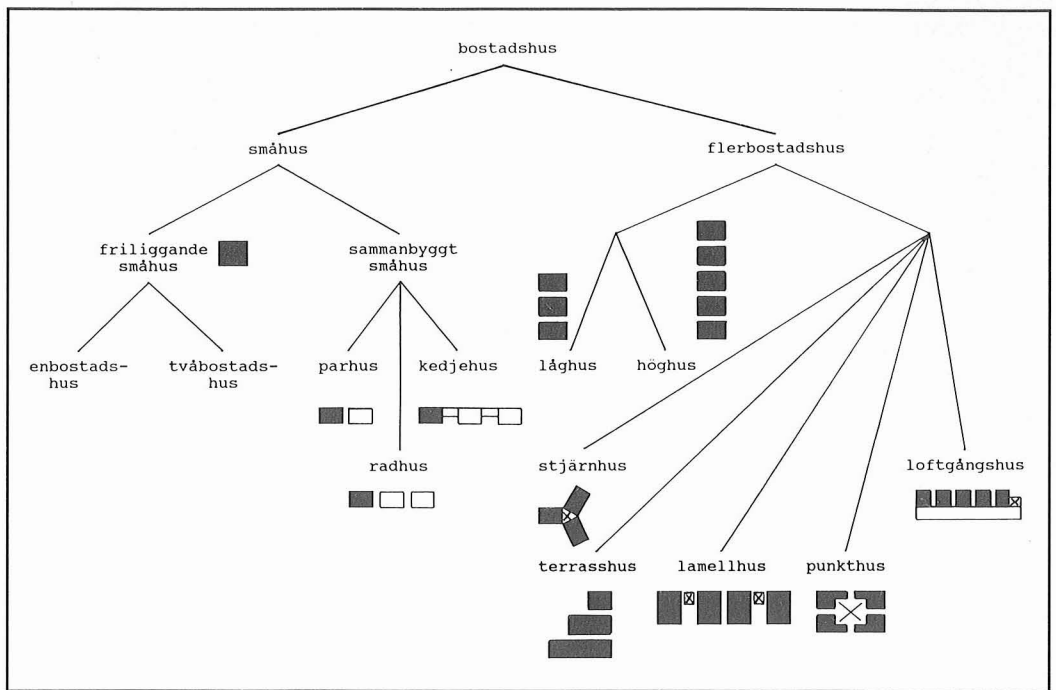 bostadshus
småhus
flerbostadshus
friliggande
småhus
sammanbyggt
småhus
enbostads-
hus
tvåbostads-
hus
parhus
kedjehus
låghus
höghus
radhus
stjärnhus
loftgångshus
terrasshus
lamellhus
punkthus